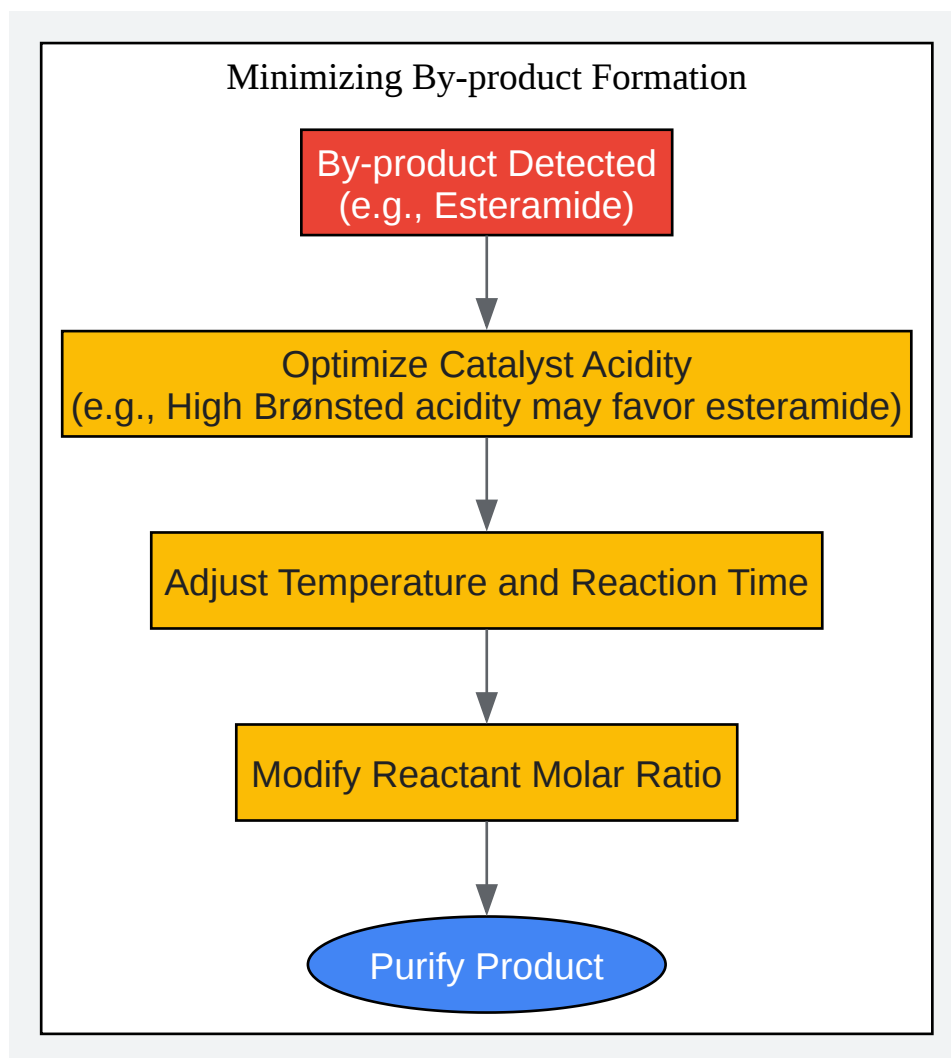 Minimizing By-product Formation
By-product Detected
(e.g., Esteramide)
Optimize Catalyst Acidity
(e.g., High Brønsted acidity may favor esteramide)
Adjust Temperature and Reaction Time
Modify Reactant Molar Ratio
Purify Product